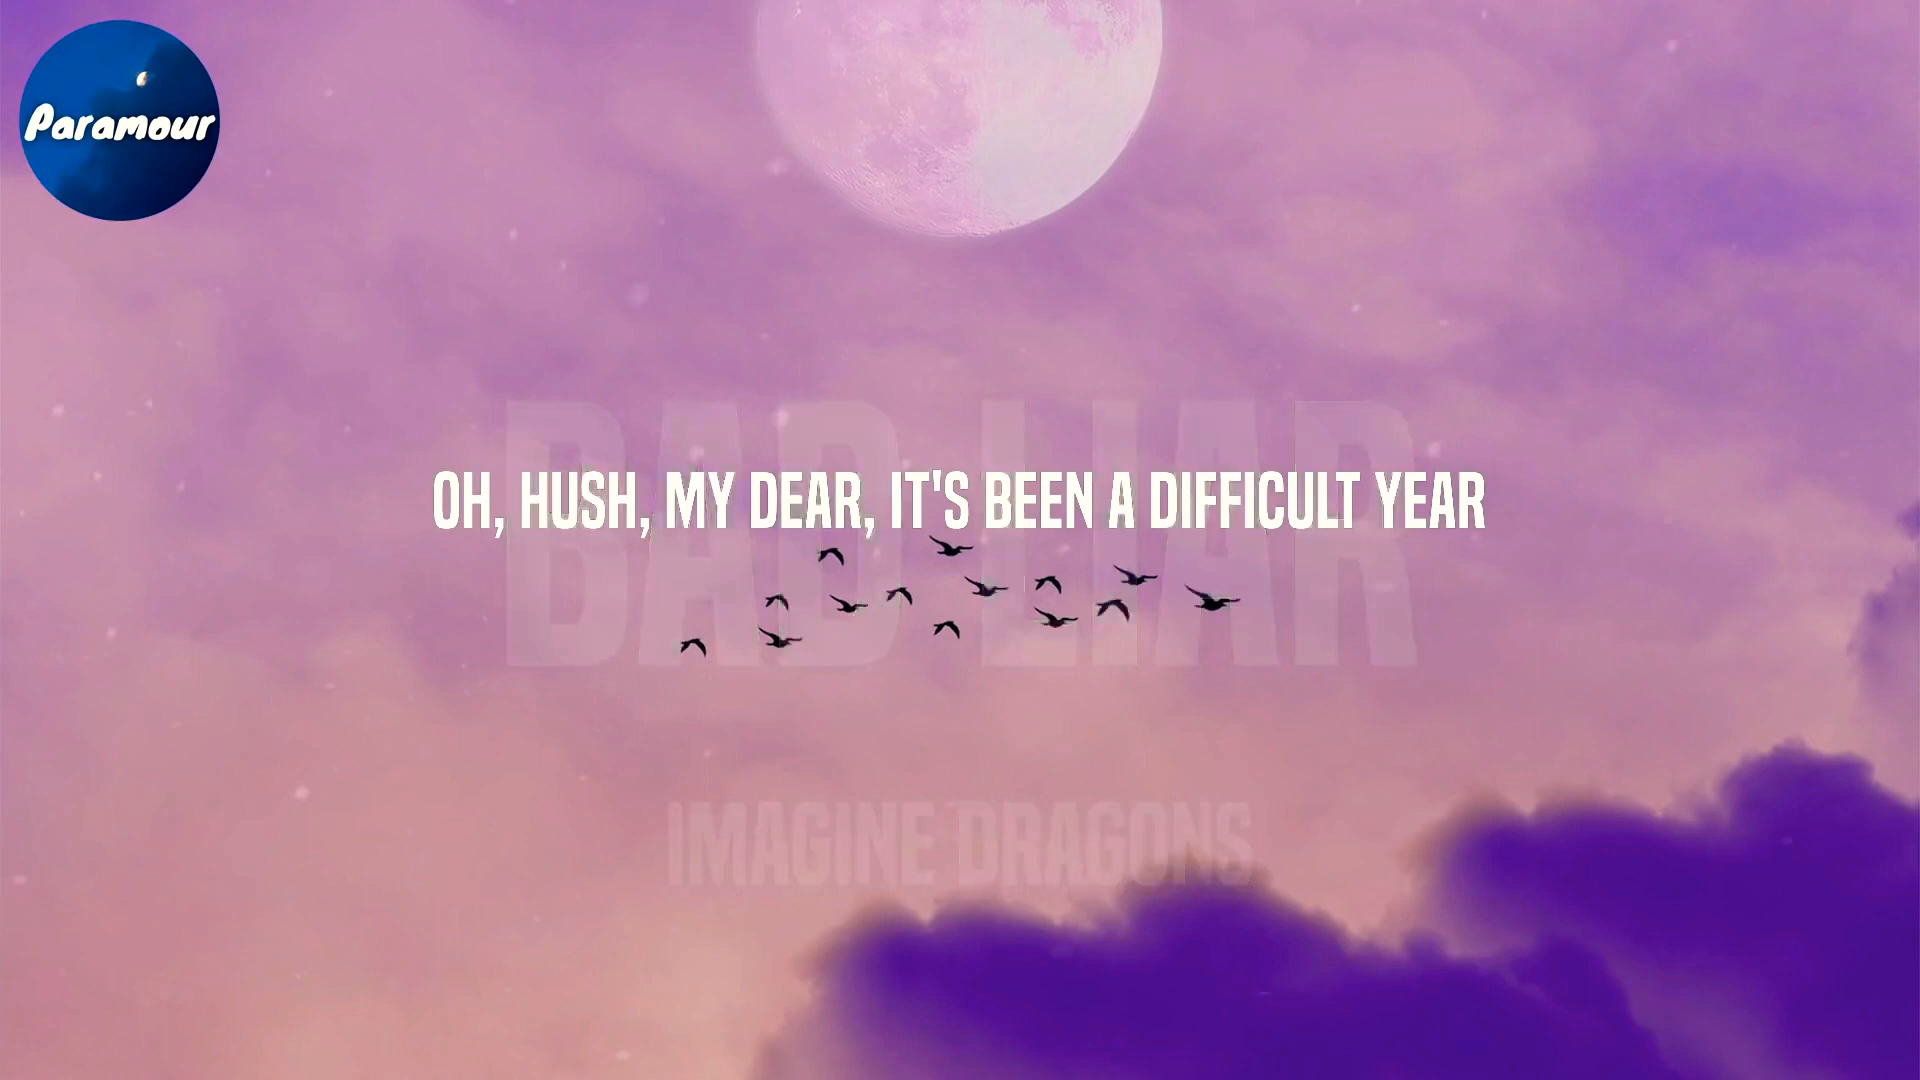 Paramour
BAD LIAR
OH, HUSH, MY DEAR, IT'S BEEN A DIFFICULT YEAR
IMAGINE DRAGONS